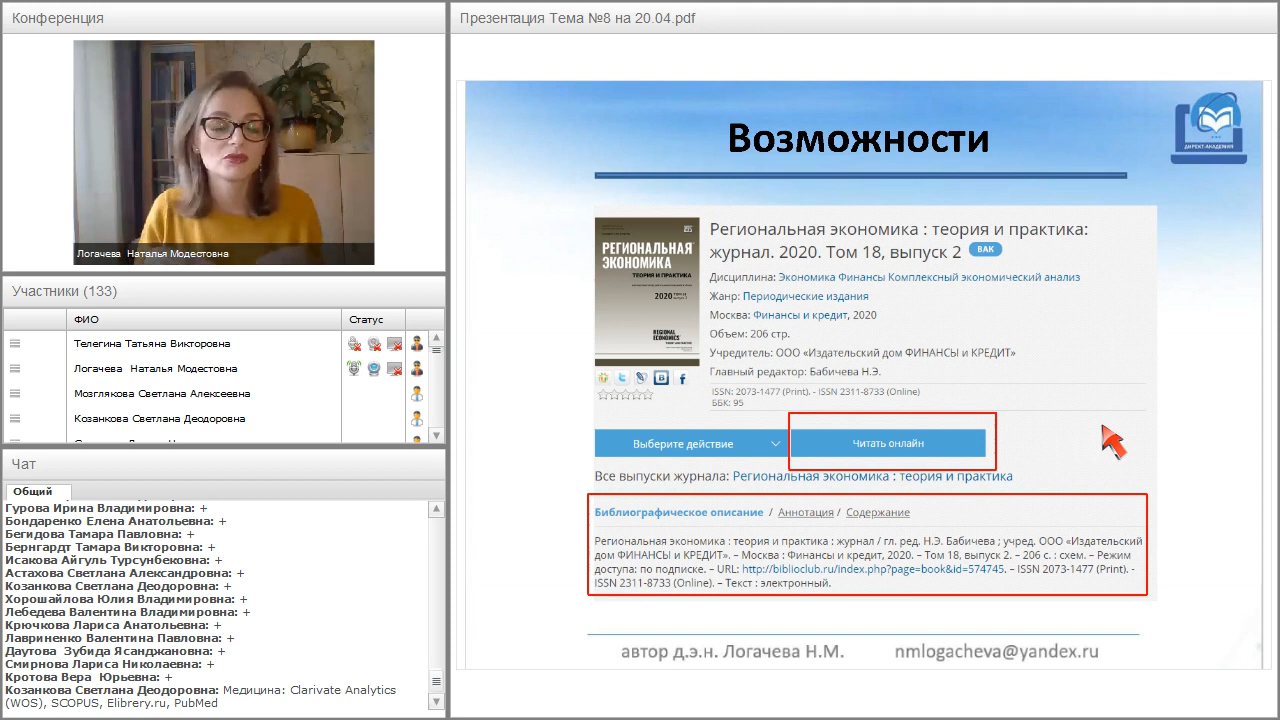 Конференция
Логачева Наталья Модестовна
Участники (133)
ФИО
Статус
Телегина Татьяна Викторовна
Логачева Наталья Модестовна
Мозглякова Светлана Алексеевна
Козанкова Светлана Деодоровна
Чат
Общий
Гурова Ирина Владимировна: +
Бондаренко Елена Анатольевна: +
Бегидова Тамара Павловна: +
Бернгардт Тамара Викторовна: +
Исакова Айгуль Турсунбековна: +
Астахова Светлана Александровна: +
Козанкова Светлана Деодоровна: +
Хорошайлова Юлия Владимировна: +
Лебедева Валентина Владимировна: +
Крючкова Лариса Анатольевна: +
Лавриненко Валентина Павловна: +
Даутова Зубида Ясанджановна: +
Смирнова Лариса Николаевна: +
Кротова Вера Юрьевна: +
Козанкова Светлана Деодоровна: Медицина: Clarivate Analytics
(WOS), SCOPUS, Elibrery.ru, PubMed
Презентация Тема №8 на 20.04.pdf
ДИРЕКТ-АКАДЕМИЯ
Возможности
РЕГИОНАЛЬНАЯ
ЭКОНОМИКА
ТЕОРИЯ И ПРАКТИКА
REGIONAL
ECONOMICS
Региональная экономика : теория и практика:
журнал. 2020. Том 18, выпуск 2 ВАК
Дисциплина: Экономика Финансы Комплексный экономический анализ
Жанр: Периодические издания
Москва: Финансы и кредит, 2020
Объем: 206 стр.
Учредитель: ООО «Издательский дом ФИНАНСЫ и КРЕДИТ»
Главный редактор: Бабичева Н.Э.
ISSN: 2073-1477 (Print), - ISSN 2311-8733 (Online)
ББК: 95
Выберите действие
Читать онлайн
Все выпуски журнала: Региональная экономика : теория и практика
Библиографическое описание / Аннотация / Содержание
Региональная экономика : теория и практика : журнал / гл. ред. Н.Э. Бабичева ; учред. ООО «Издательский
дом ФИНАНСЫ и КРЕДИТ». – Москва : Финансы и кредит, 2020. – Том 18, выпуск 2. – 206 с. : схем. – Режим
доступа: по подписке. – URL: http://biblioclub.ru/index.php?page=book&id=574745. – ISSN 2073-1477 (Print). -
ISSN 2311-8733 (Online). – Текст : электронный.
автор д.э.н. Логачева Н.М. nmlogacheva@yandex.ru